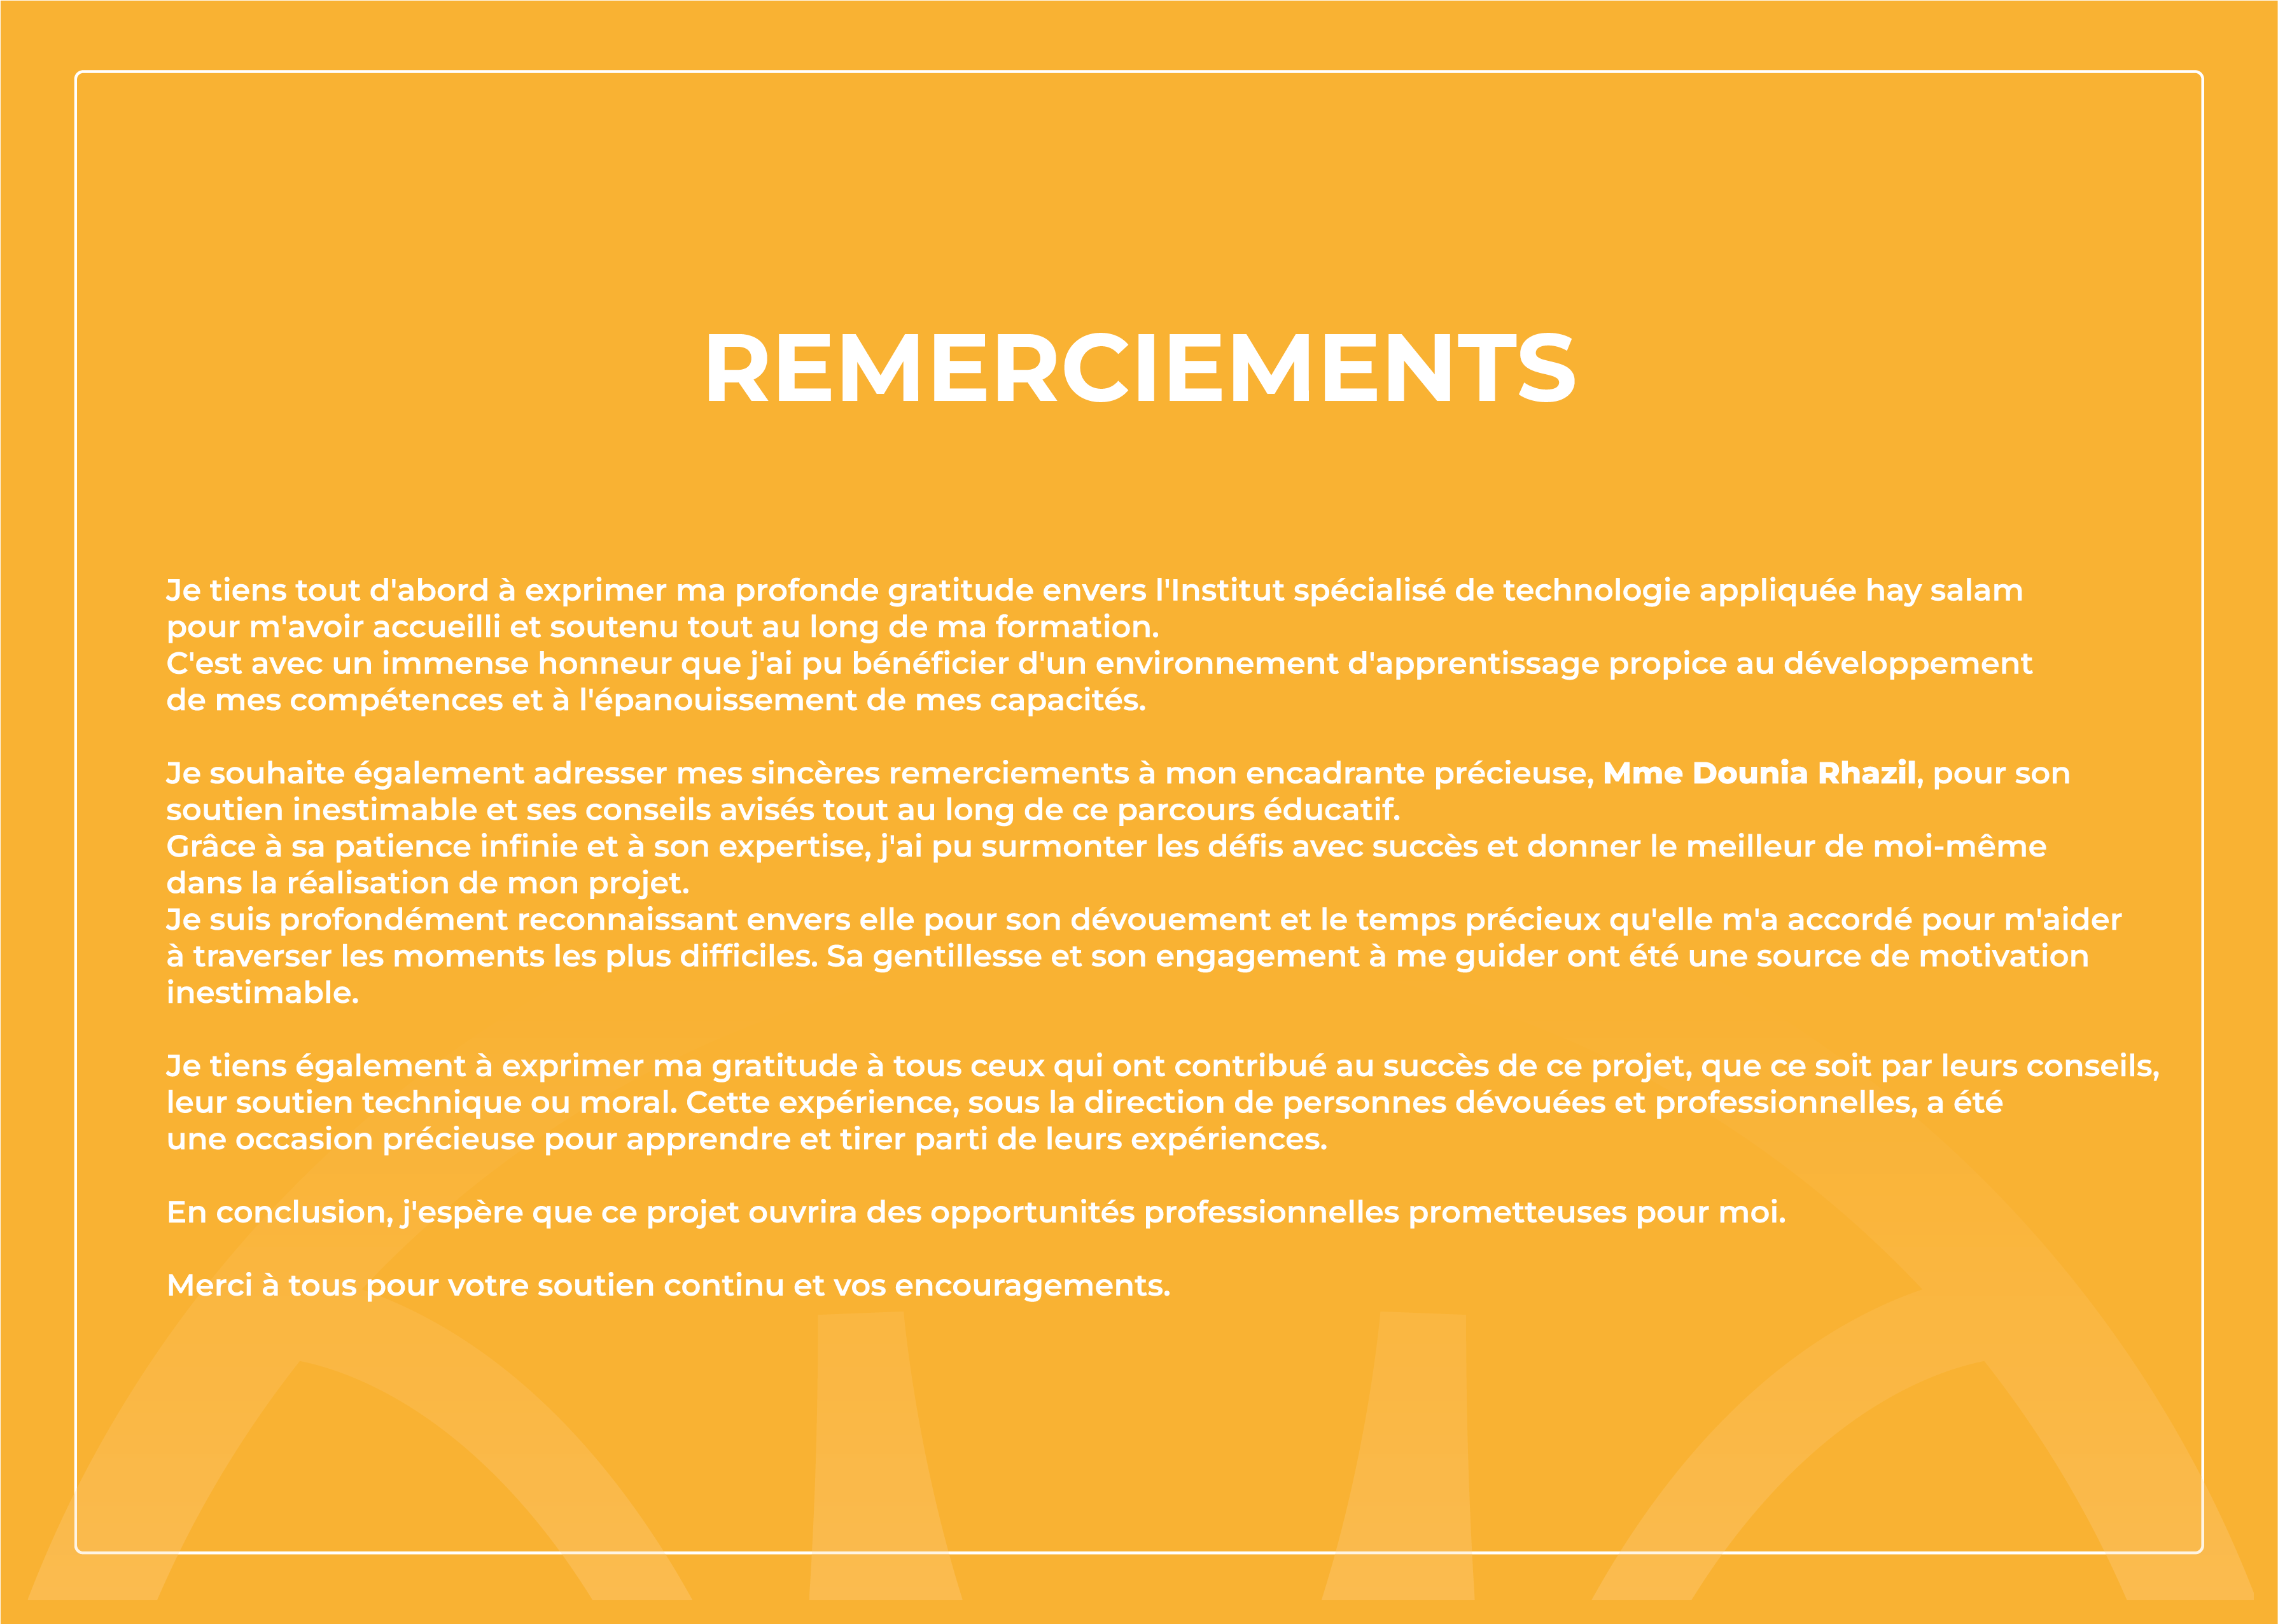 REMERCIEMENTS
Je tiens tout d'abord à exprimer ma profonde gratitude envers l'Institut spécialisé de technologie appliquée hay salam
pour m'avoir accueilli et soutenu tout au long de ma formation.
C'est avec un immense honneur que j'ai pu bénéficier d'un environnement d'apprentissage propice au développement
de mes compétences et à l'épanouissement de mes capacités.
Je souhaite également adresser mes sincères remerciements à mon encadrante précieuse, Mme Dounia Rhazil, pour son
soutien inestimable et ses conseils avisés tout au long de ce parcours éducatif.
Grâce à sa patience infinie et à son expertise, j'ai pu surmonter les défis avec succès et donner le meilleur de moi-même
dans la réalisation de mon projet.
Je suis profondément reconnaissant envers elle pour son dévouement et le temps précieux qu'elle m'a accordé pour m'aider
à traverser les moments les plus difficiles. Sa gentillesse et son engagement à me guider ont été une source de motivation
inestimable.
Je tiens également à exprimer ma gratitude à tous ceux qui ont contribué au succès de ce projet, que ce soit par leurs conseils,
leur soutien technique ou moral. Cette expérience, sous la direction de personnes dévouées et professionnelles, a été
une occasion précieuse pour apprendre et tirer parti de leurs expériences.
En conclusion, j'espère que ce projet ouvrira des opportunités professionnelles prometteuses pour moi.
Merci à tous pour votre soutien continu et vos encouragements.